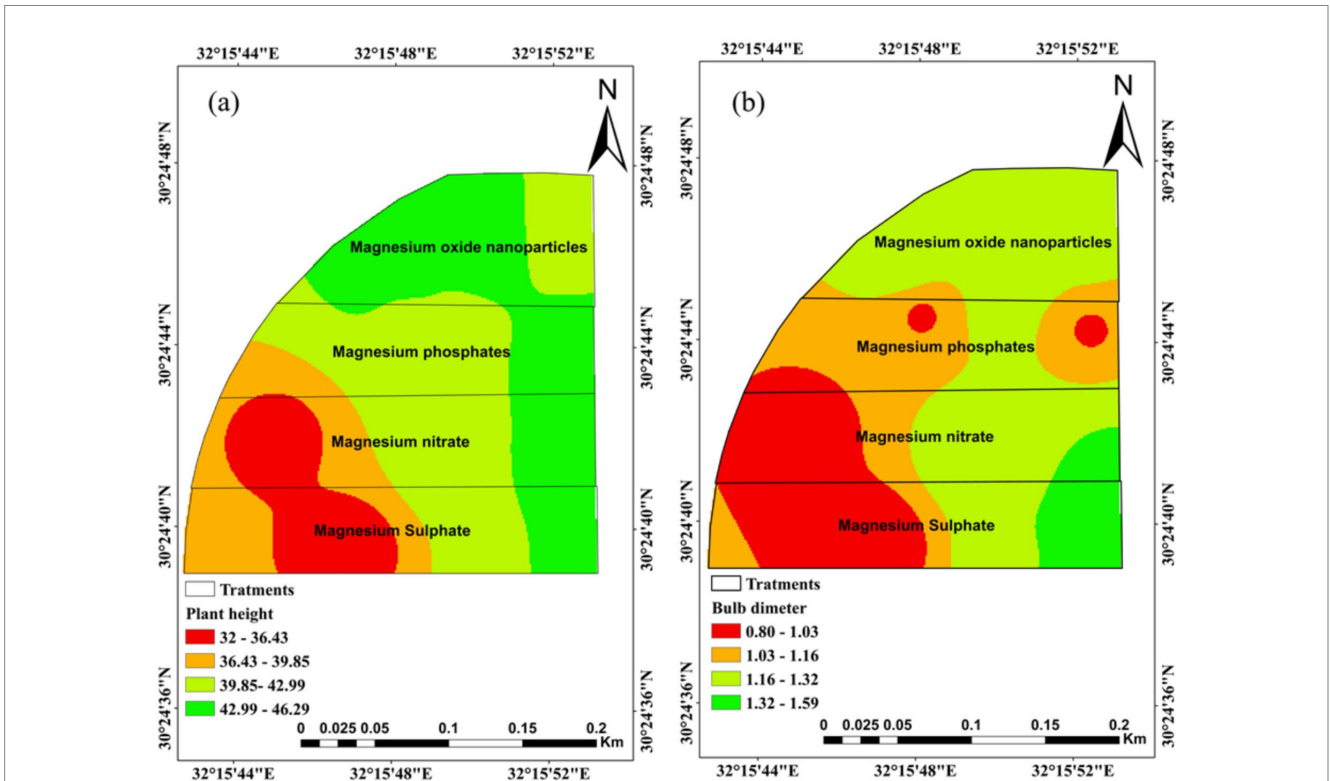 32°15'44"E 32°15'48"E 32°15'52"E
(a)
N
30°24'48"N
30°24'48"N
Magnesium oxide nanoparticles
30°24'44"N
30°24'44"N
Magnesium phosphates
Magnesium nitrate
30°24'40"N
30°24'40"N
Magnesium Sulphate
Tratments
Plant height
32 - 36.43
36.43 - 39.85
39.85- 42.99
42.99 - 46.29
30°24'36"N
30°24'36"N
0 0.025 0.05 0.1 0.15 0.2
Km
32°15'44"E 32°15'48"E 32°15'52"E
32°15'44"E 32°15'48"E 32°15'52"E
(b)
N
30°24'48"N
30°24'48"N
Magnesium oxide nanoparticles
30°24'44"N
30°24'44"N
Magnesium phosphates
Magnesium nitrate
30°24'40"N
30°24'40"N
Magnesium Sulphate
Tratments
Bulb dimeter
0.80 - 1.03
1.03 - 1.16
1.16 - 1.32
1.32 - 1.59
30°24'36"N
30°24'36"N
0 0.025 0.05 0.1 0.15 0.2
Km
32°15'44"E 32°15'48"E 32°15'52"E